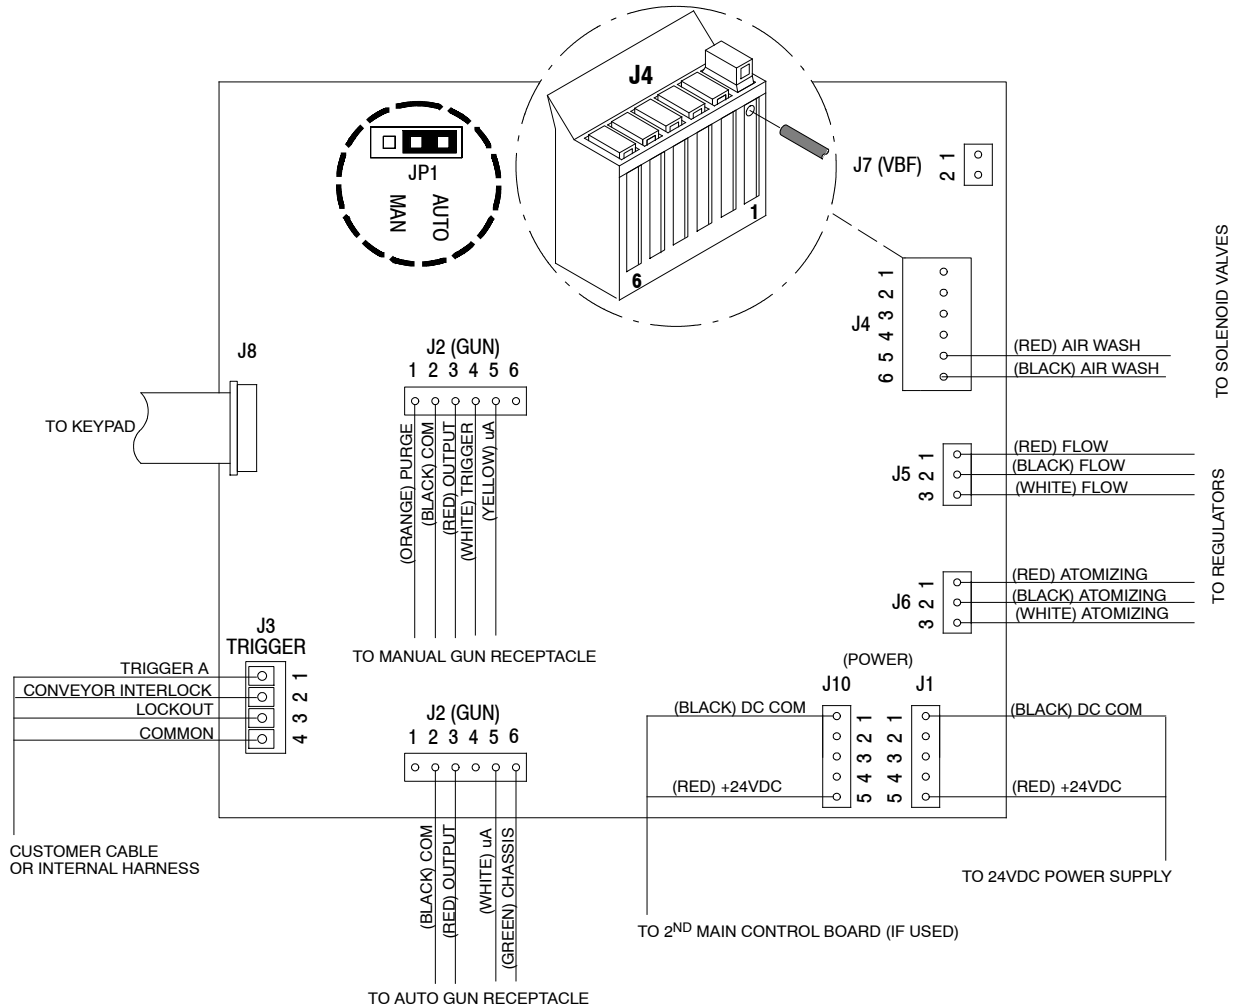 J4
1
6
JP1
MAN
AUTO
J7 (VBF)
1
2
J4
1
2
3
4
5
6
(RED) AIR WASH
(BLACK) AIR WASH
TO SOLENOID VALVES
J8
TO KEYPAD
J2 (GUN)
1 2 3 4 5 6
(ORANGE) PURGE
(BLACK) COM
(RED) OUTPUT
(WHITE) TRIGGER
(YELLOW) uA
TO MANUAL GUN RECEPTACLE
J5
1
2
3
(RED) FLOW
(BLACK) FLOW
(WHITE) FLOW
J6
1
2
3
(RED) ATOMIZING
(BLACK) ATOMIZING
(WHITE) ATOMIZING
TO REGULATORS
J3
TRIGGER
TRIGGER A
CONVEYOR INTERLOCK
LOCKOUT
COMMON
1
2
3
4
CUSTOMER CABLE
OR INTERNAL HARNESS
J2 (GUN)
1 2 3 4 5 6
(BLACK) COM
(RED) OUTPUT
(WHITE) uA
(GREEN) CHASSIS
TO AUTO GUN RECEPTACLE
(POWER)
J10
J1
(BLACK) DC COM
(RED) +24VDC
1
2
3
4
5
1
2
3
4
5
(BLACK) DC COM
(RED) +24VDC
TO 24VDC POWER SUPPLY
TO 2ND MAIN CONTROL BOARD (IF USED)